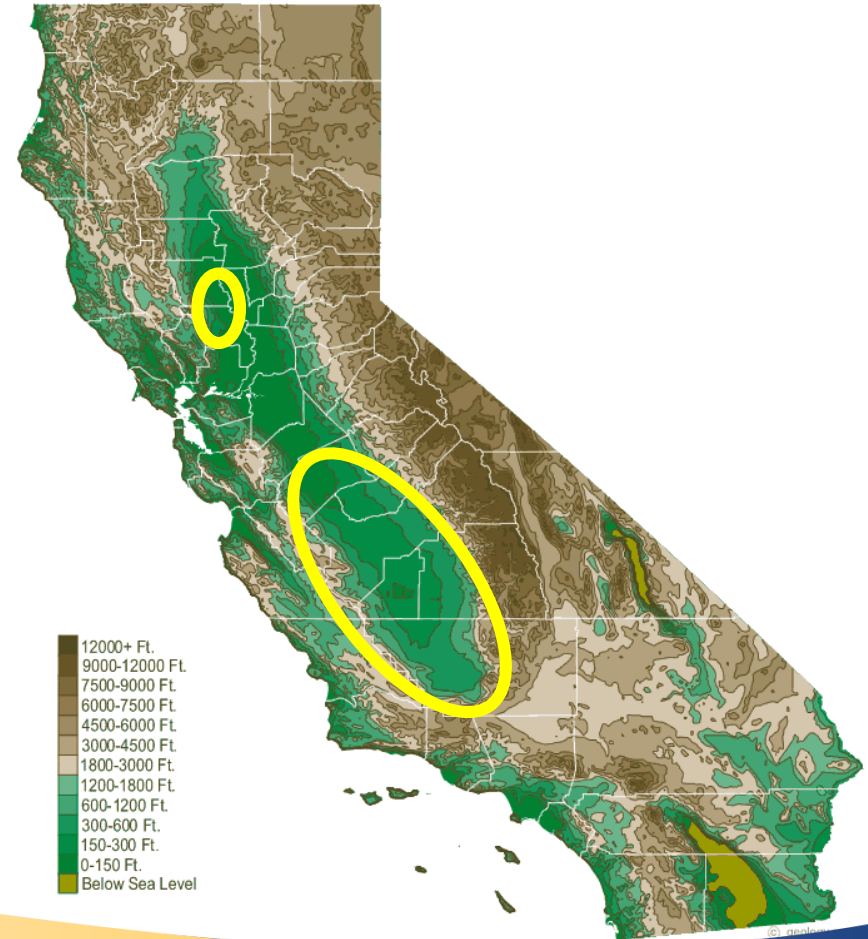 12000+ Ft.
9000-12000 Ft.
7500-9000 Ft.
6000-7500 Ft.
4500-6000 Ft.
3000-4500 Ft.
1800-3000 Ft.
1200-1800 Ft.
600-1200 Ft.
300-600 Ft.
150-300 Ft.
0-150 Ft.
Below Sea Level
(c) geology